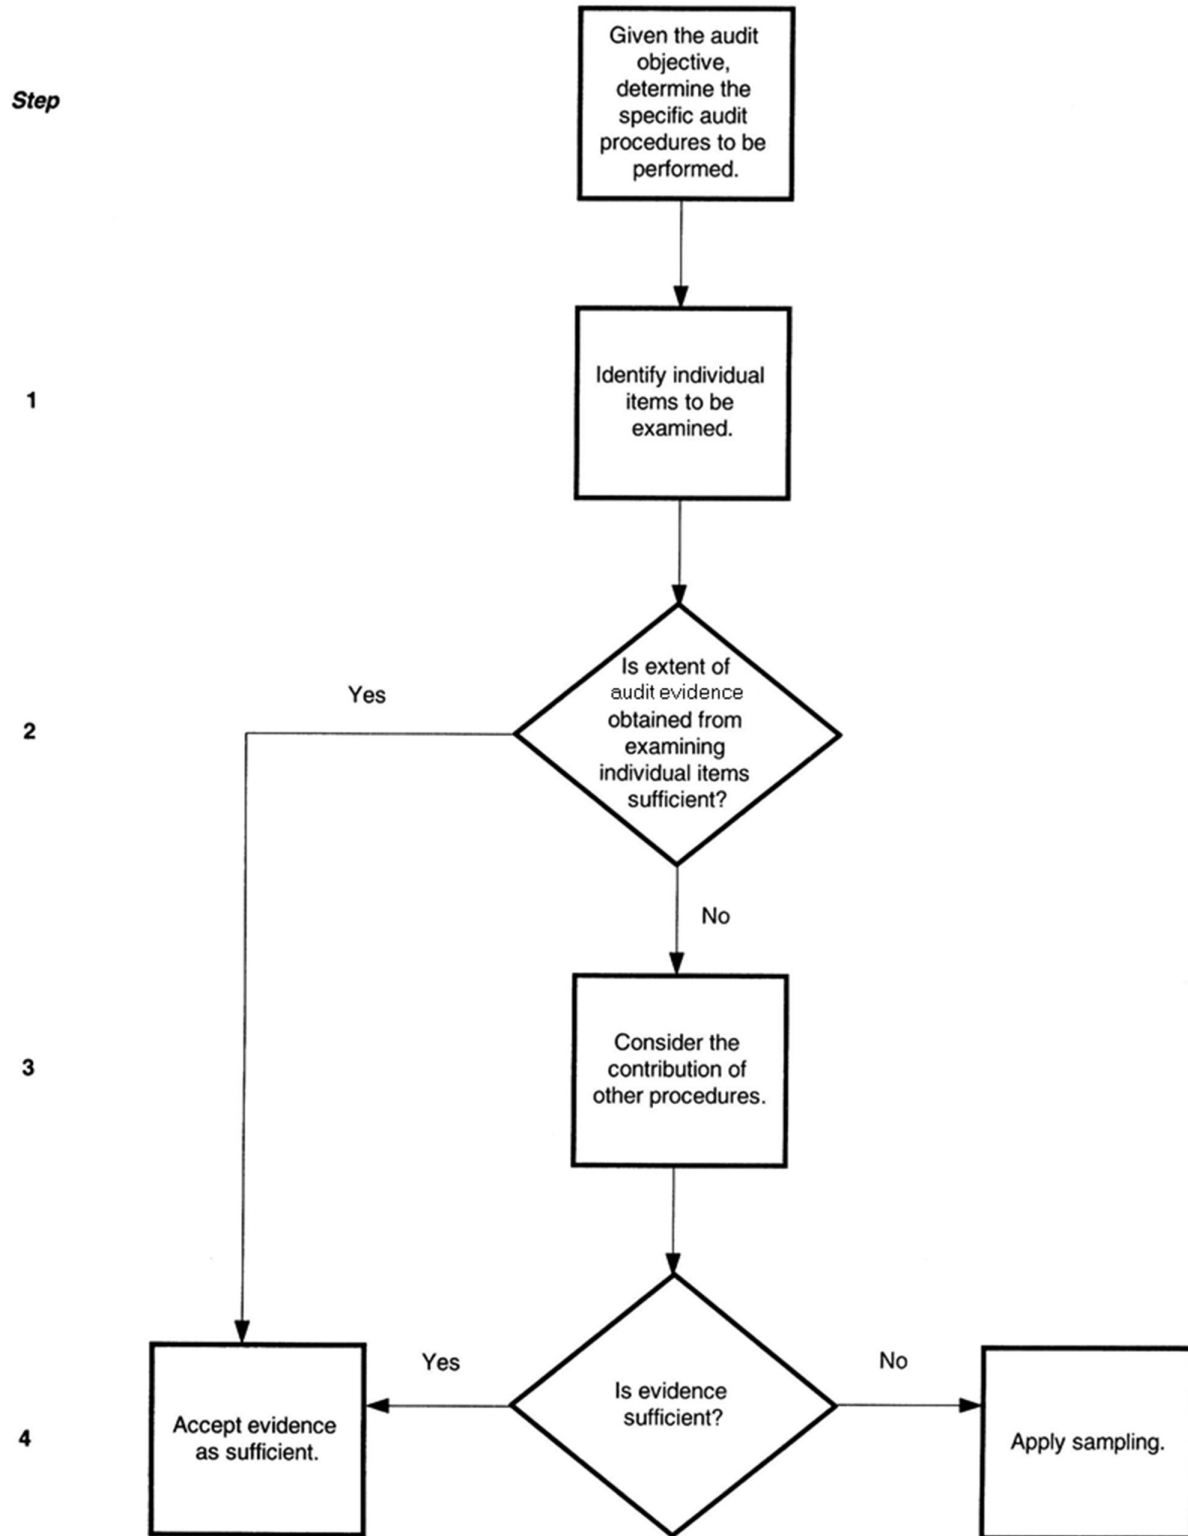 Given the audit
objective,
determine the
specific audit
procedures to be
performed.
Step
1
Identify individual
items to be
examined.
2
Yes
Is extent of
audit evidence
obtained from
examining
individual items
sufficient?
No
3
Consider the
contribution of
other procedures.
4
Accept evidence
as sufficient.
Yes
Is evidence
sufficient?
No
Apply sampling.